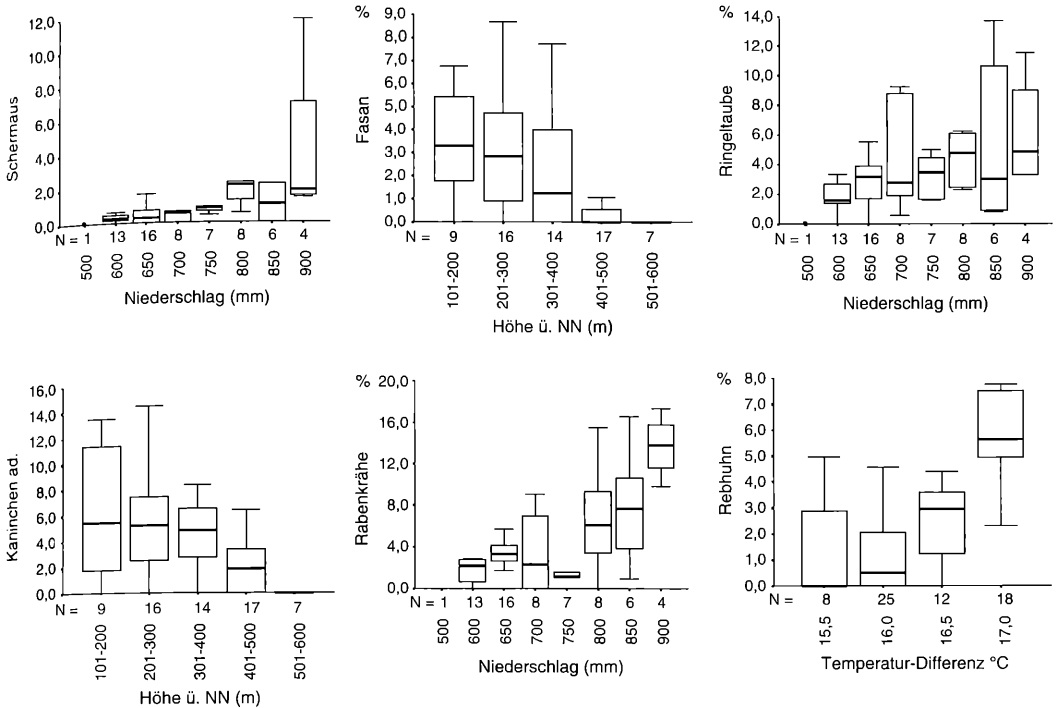 Schermaus
12,0
10,0
8,0
6,0
4,0
2,0
0,0
N = 1 13 16 8 7 8 6 4
500 600 650 700 750 800 850 900
Niederschlag (mm)
%
Fasan
9,0
8,0
7,0
6,0
5,0
4,0
3,0
2,0
1,0
0,0
N = 9 16 14 17 7
101-200 201-300 301-400 401-500 501-600
Höhe ü. NN (m)
%
Ringeltaube
14,0
12,0
10,0
8,0
6,0
4,0
2,0
0,0
N = 1 13 16 8 7 8 6 4
500 600 650 700 750 800 850 900
Niederschlag (mm)
Kaninchen ad.
16,0
14,0
12,0
10,0
8,0
6,0
4,0
2,0
0,0
N = 9 16 14 17 7
101-200 201-300 301-400 401-500 501-600
Höhe ü. NN (m)
%
Rabenkrähe
20,0
16,0
12,0
8,0
4,0
0,0
N = 1 13 16 8 7 8 6 4
500 600 650 700 750 800 850 900
Niederschlag (mm)
%
Rebhuhn
8,0
7,0
6,0
5,0
4,0
3,0
2,0
1,0
0,0
N = 8 25 12 18
15,5 16,0 16,5 17,0
Temperatur-Differenz °C